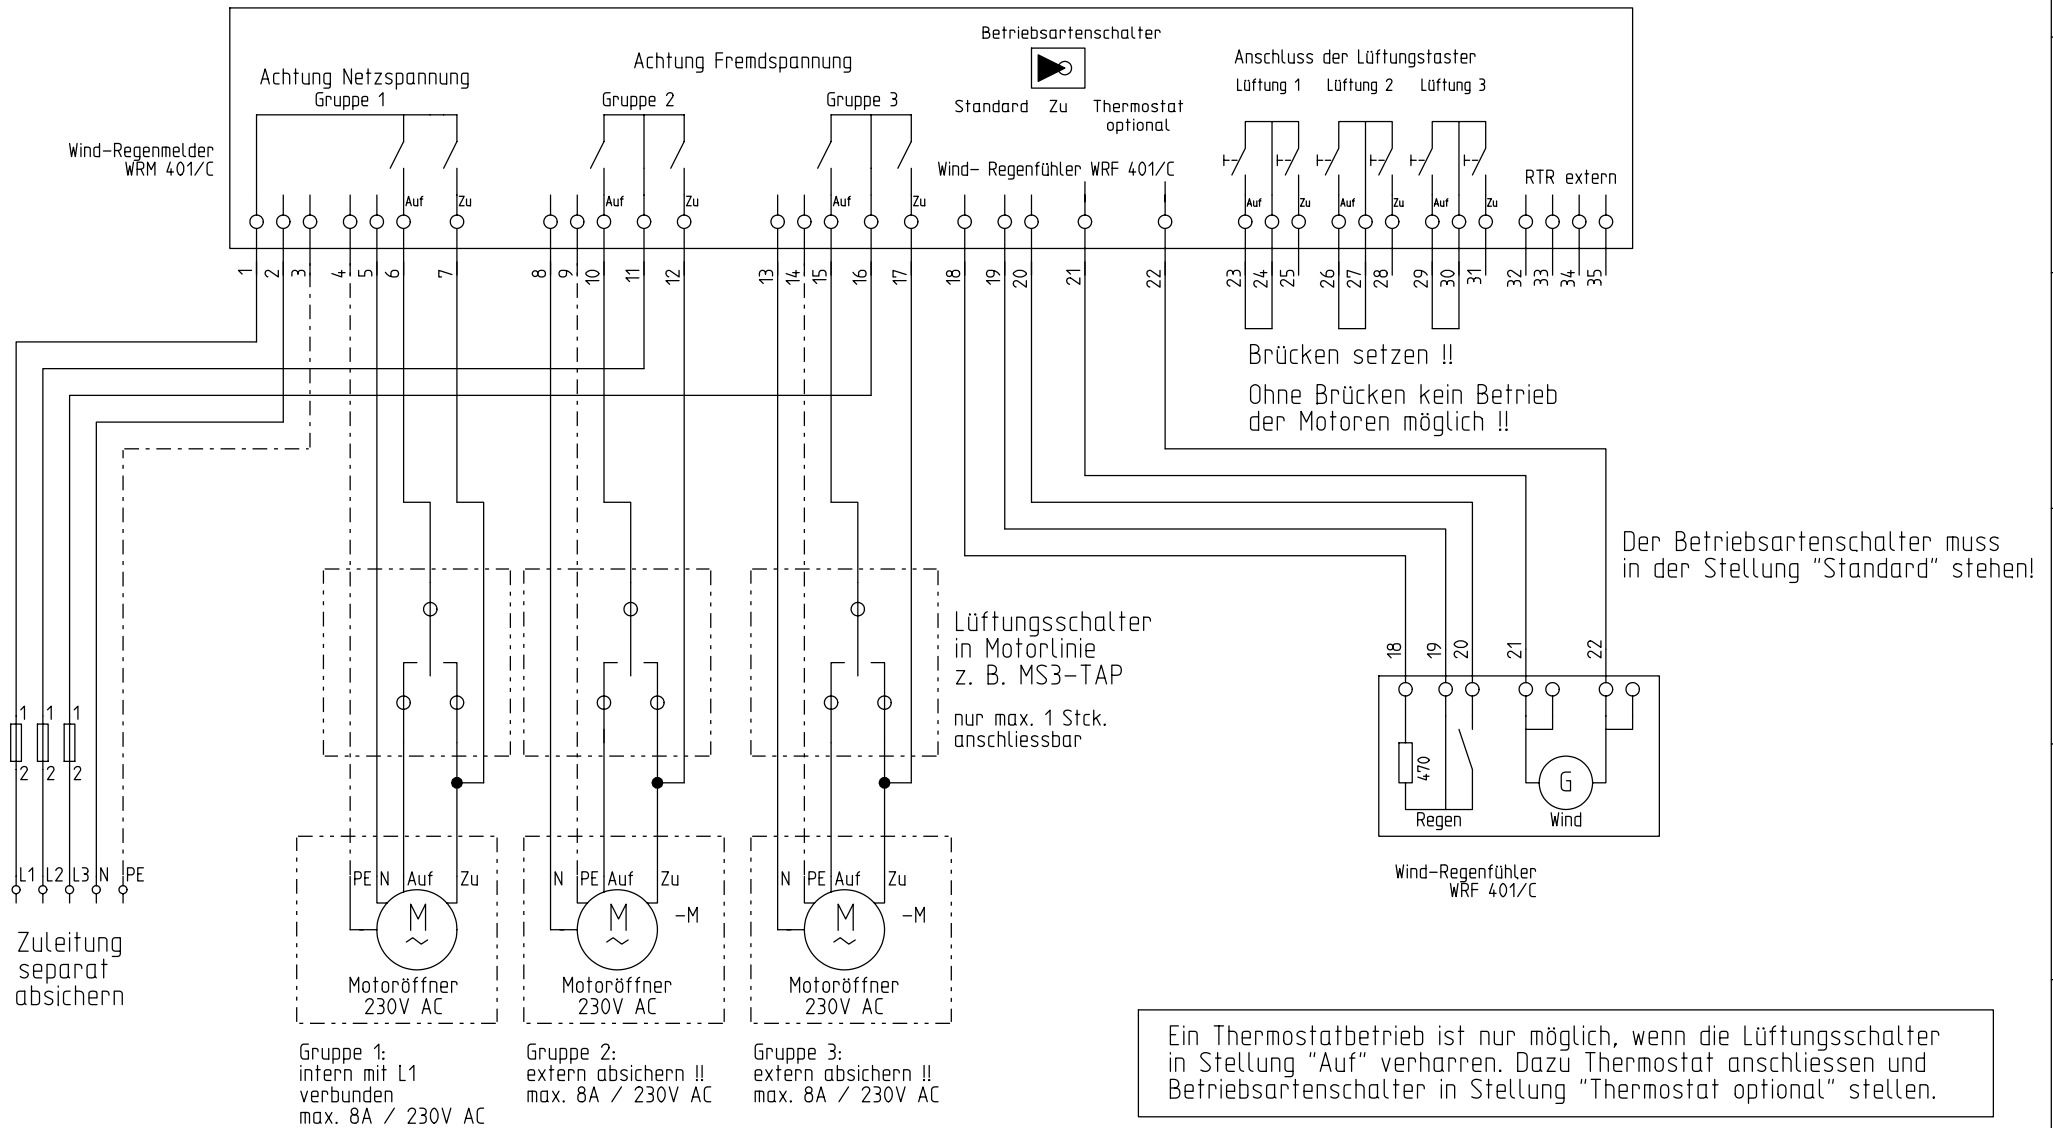 Betriebsartenschalter
Achtung Netzspannung
Achtung Fremdspannung
Anschluss der Lüftungstaster
Gruppe 1
Gruppe 2
Gruppe 3
Standard Zu Thermostat
optional
Lüftung 1 Lüftung 2 Lüftung 3
Wind-Regenmelder
WRM 401/C
Wind- Regenfühler WRF 401/C
RTR extern
Auf Zu Auf Zu Auf Zu Auf Zu Auf Zu Auf Zu
1 2 3 4 5 6 7 8 9 10 11 12 13 14 15 16 17 18 19 20 21 22 23 24 25 26 27 28 29 30 31 32 33 34 35
Brücken setzen !!
Ohne Brücken kein Betrieb
der Motoren möglich !!
Der Betriebsartenschalter muss
in der Stellung "Standard" stehen!
Lüftungsschalter
in Motorlinie
z. B. MS3-TAP
nur max. 1 Stck.
anschliessbar
18 19 20 21 22
470
G
Regen
Wind
Wind-Regenfühler
WRF 401/C
1 1 1
2 2 2
L1 L2 L3 N PE
Zuleitung
separat
absichern
PE N Auf Zu
M
~
Motoröffner
230V AC
Gruppe 1:
intern mit L1
verbunden
max. 8A / 230V AC
N PE Auf Zu
M
~
-M
Motoröffner
230V AC
Gruppe 2:
extern absichern !!
max. 8A / 230V AC
N PE Auf Zu
M
~
-M
Motoröffner
230V AC
Gruppe 3:
extern absichern !!
max. 8A / 230V AC
Ein Thermostatbetrieb ist nur möglich, wenn die Lüftungsschalter
in Stellung "Auf" verharren. Dazu Thermostat anschliessen und
Betriebsartenschalter in Stellung "Thermostat optional" stellen.